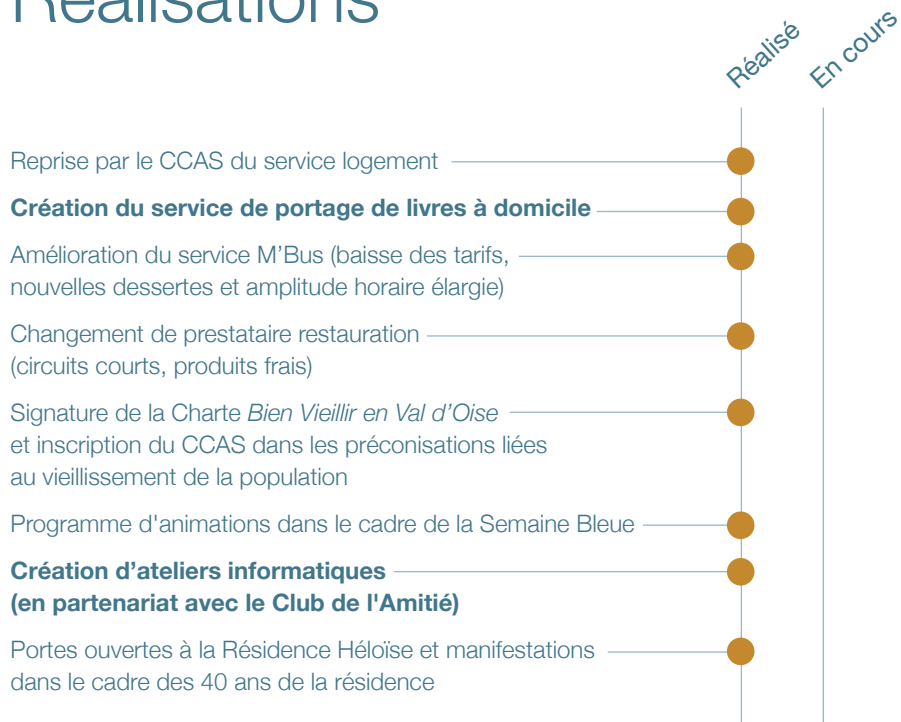 Réalisations
Réalisé
En cours
Reprise par le CCAS du service logement
Création du service de portage de livres à domicile
Amélioration du service M'Bus (baisse des tarifs,
nouvelles dessertes et amplitude horaire élargie)
Changement de prestataire restauration
(circuits courts, produits frais)
Signature de la Charte Bien Vieillir en Val d'Oise
et inscription du CCAS dans les préconisations liées
au vieillissement de la population
Programme d'animations dans le cadre de la Semaine Bleue
Création d'ateliers informatiques
(en partenariat avec le Club de l'Amitié)
Portes ouvertes à la Résidence Héloïse et manifestations
dans le cadre des 40 ans de la résidence